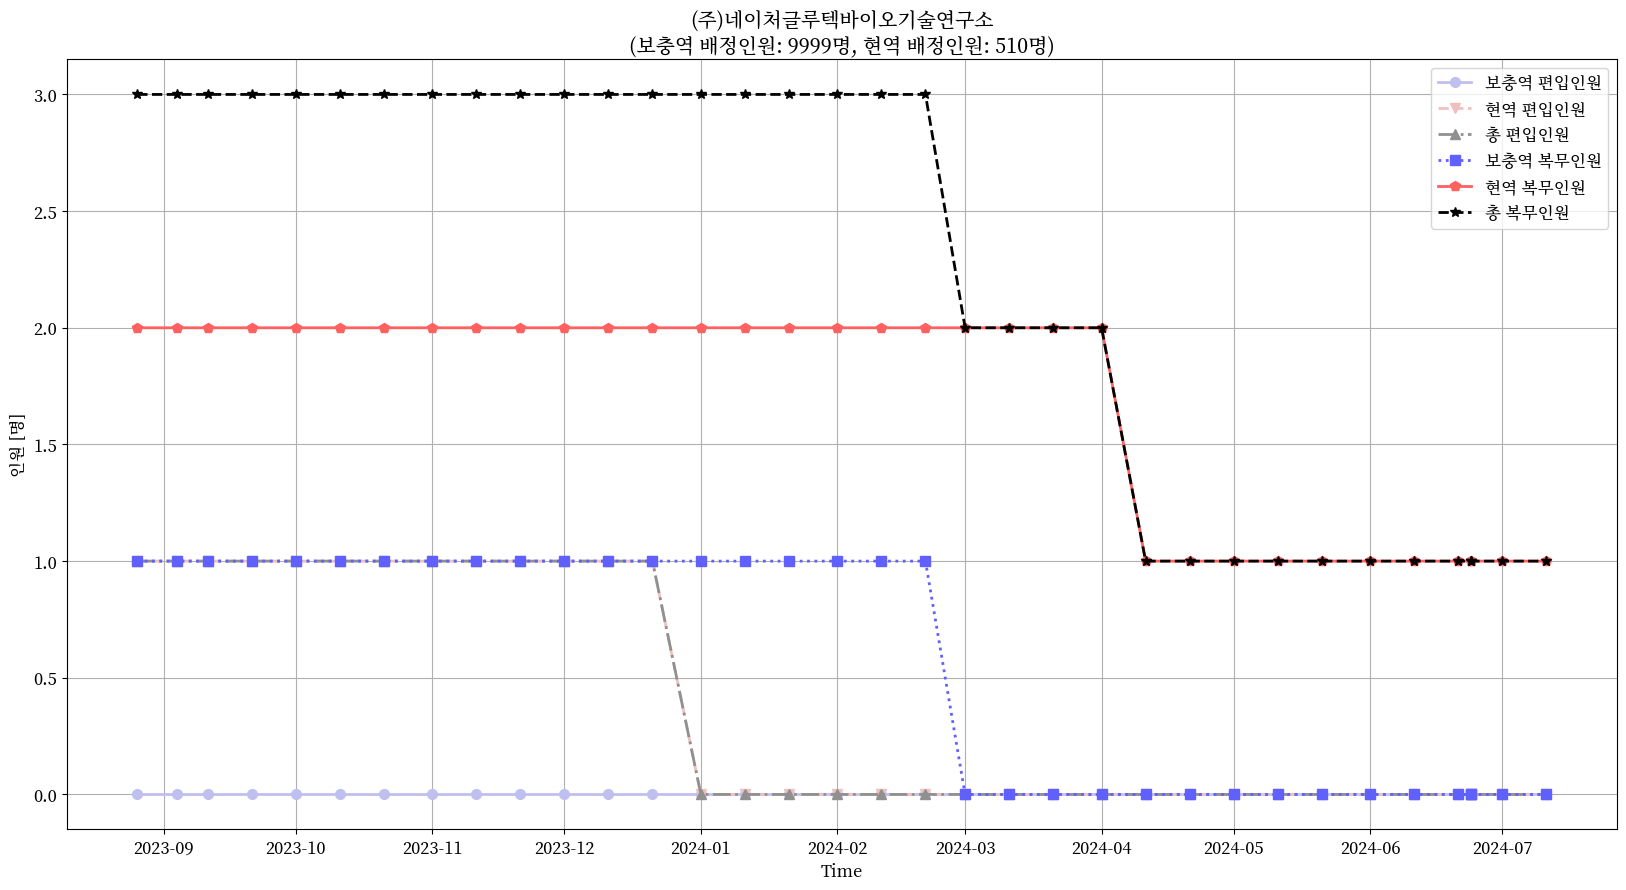 (주)네이처글루텍바이오기술연구소
(보충역 배정인원: 9999명, 현역 배정인원: 510명)
보충역 편입인원
현역 편입인원
총 편입인원
보충역 복무인원
현역 복무인원
총 복무인원
인원 [명]
3.0
2.5
2.0
1.5
1.0
0.5
0.0
2023-09 2023-10 2023-11 2023-12 2024-01 2024-02 2024-03 2024-04 2024-05 2024-06 2024-07
Time